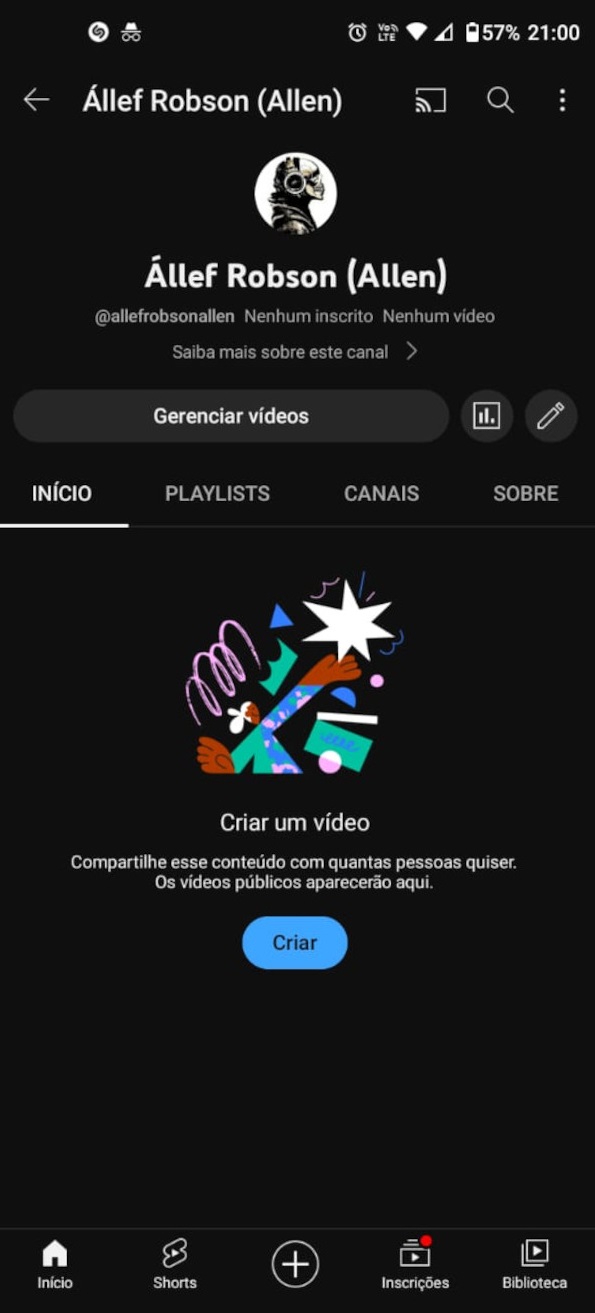 Vo)) LTE 57% 21:00
Állef Robson (Allen)
Állef Robson (Allen)
@allefrobsonallen Nenhum inscrito Nenhum vídeo
Saiba mais sobre este canal
Gerenciar vídeos
INÍCIO PLAYLISTS CANAIS SOBRE
Criar um vídeo
Compartilhe esse conteúdo com quantas pessoas quiser.
Os vídeos públicos aparecerão aqui.
Criar
Início Shorts Inscrições Biblioteca